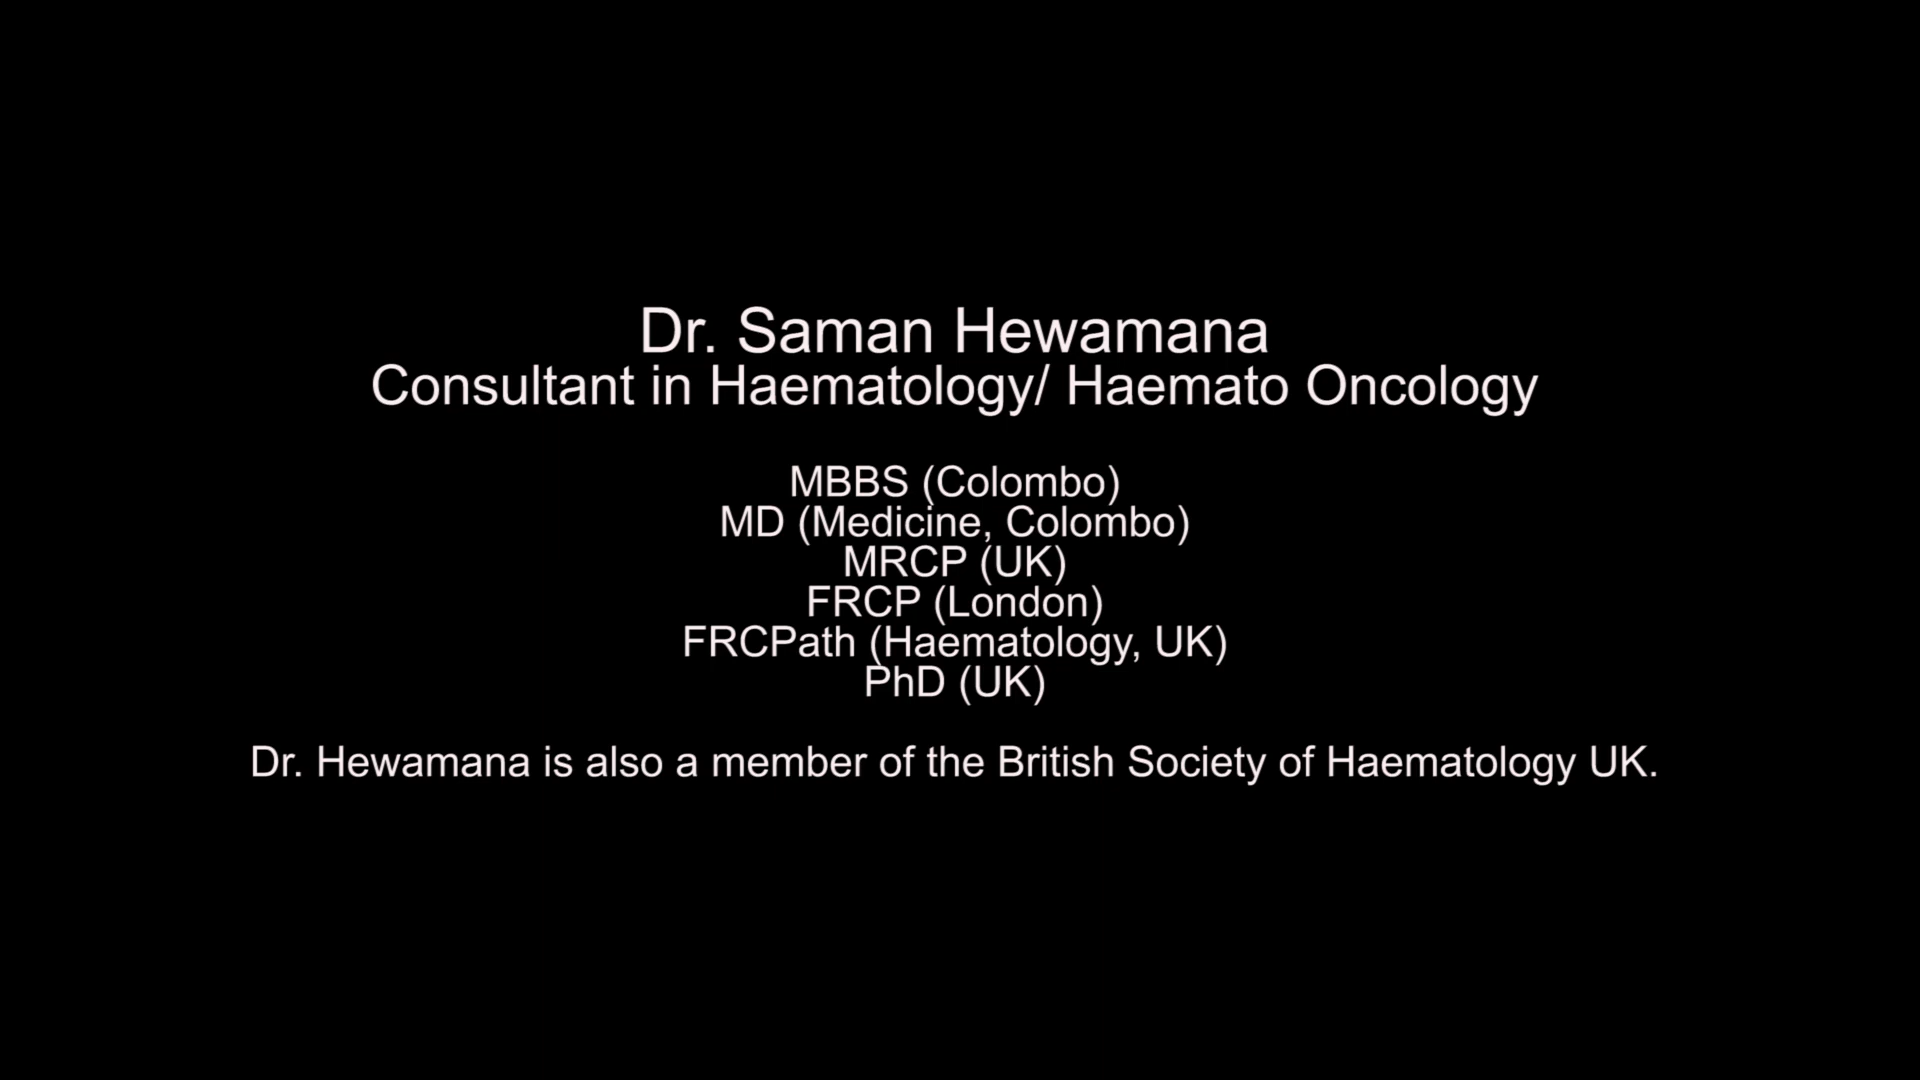 Dr. Saman Hewamana
Consultant in Haematology/ Haemato Oncology
MBBS (Colombo)
MD (Medicine, Colombo)
MRCP (UK)
FRCP (London)
FRCPath (Haematology, UK)
PhD (UK)
Dr. Hewamana is also a member of the British Society of Haematology UK.